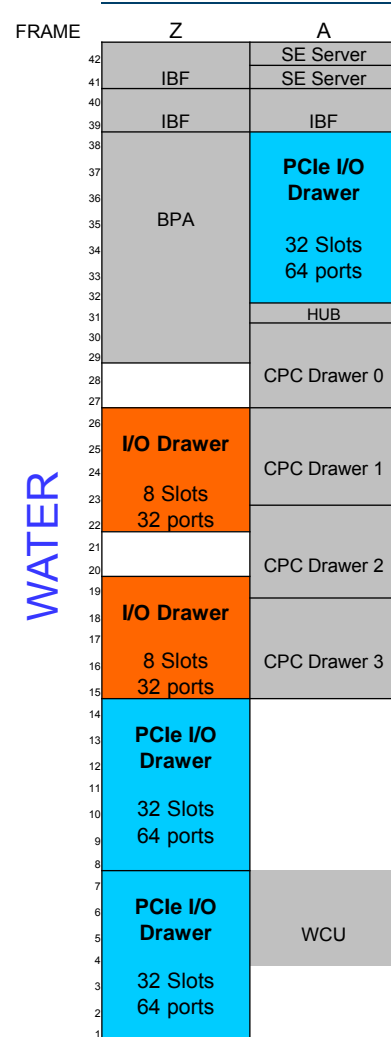 FRAME Z A
42 SE Server
41 IBF SE Server
40
39 IBF IBF
38
37 PCIe I/O
36 Drawer
35 BPA
34 32 Slots
33 64 ports
32
31 HUB
30
29
28 CPC Drawer 0
27
26
25 I/O Drawer
24 CPC Drawer 1
23 8 Slots
22 32 ports
21
20 CPC Drawer 2
19
18 I/O Drawer
17
16 8 Slots CPC Drawer 3
15 32 ports
14
13 PCIe I/O
12 Drawer
11
10 32 Slots
9 64 ports
8
7
6 PCIe I/O
5 Drawer WCU
4
3 32 Slots
2 64 ports
1
WATER